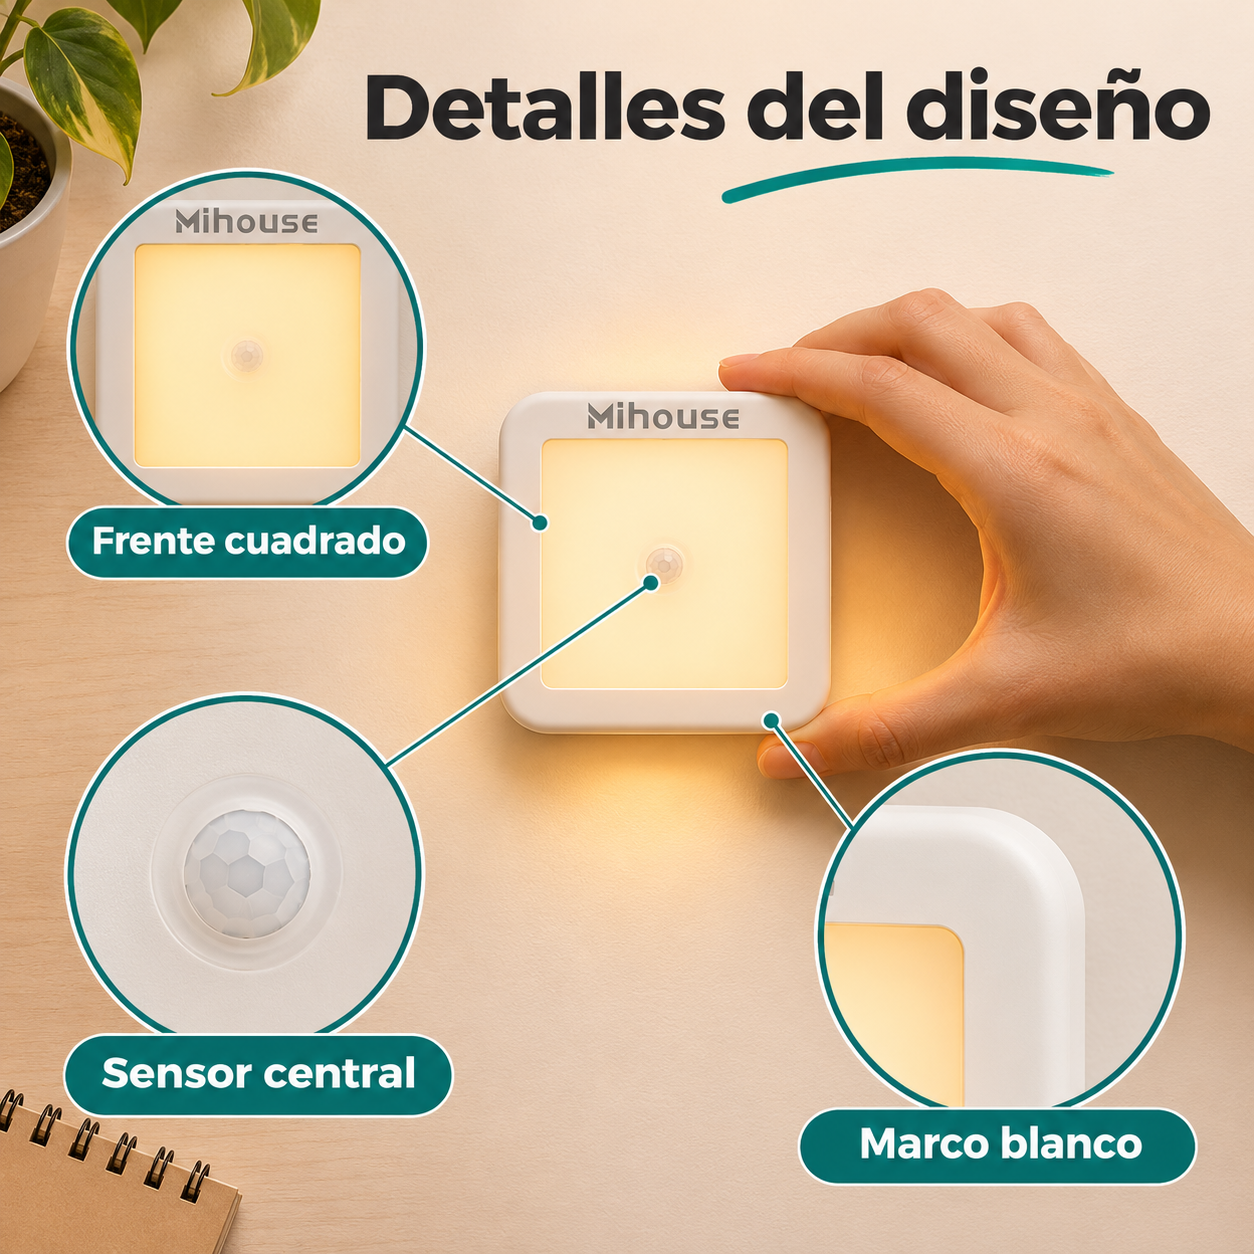 Detalles del diseño
Mihouse
Mihouse
Frente cuadrado
Sensor central
Marco blanco